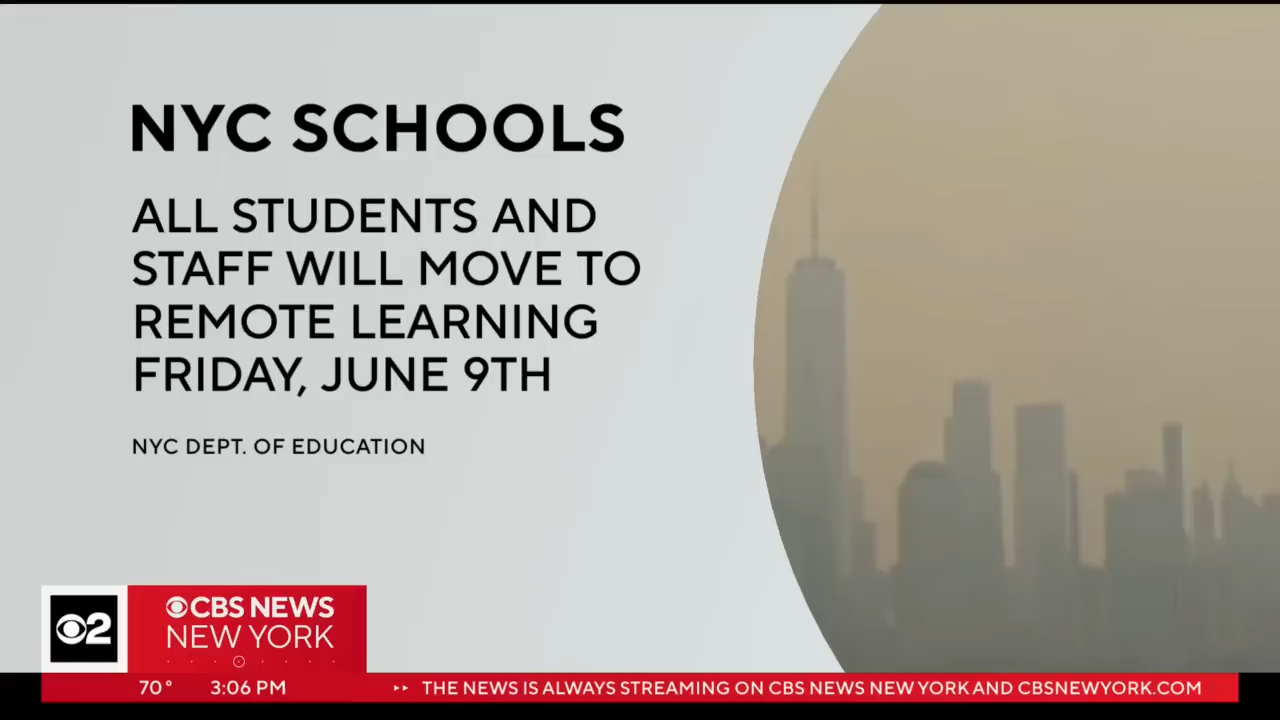 NYC SCHOOLS
ALL STUDENTS AND
STAFF WILL MOVE TO
REMOTE LEARNING
FRIDAY, JUNE 9TH
NYC DEPT. OF EDUCATION
2
CBS NEWS
NEW YORK
70° 3:06 PM THE NEWS IS ALWAYS STREAMING ON CBS NEWS NEW YORK AND CBSNEWYORK.COM